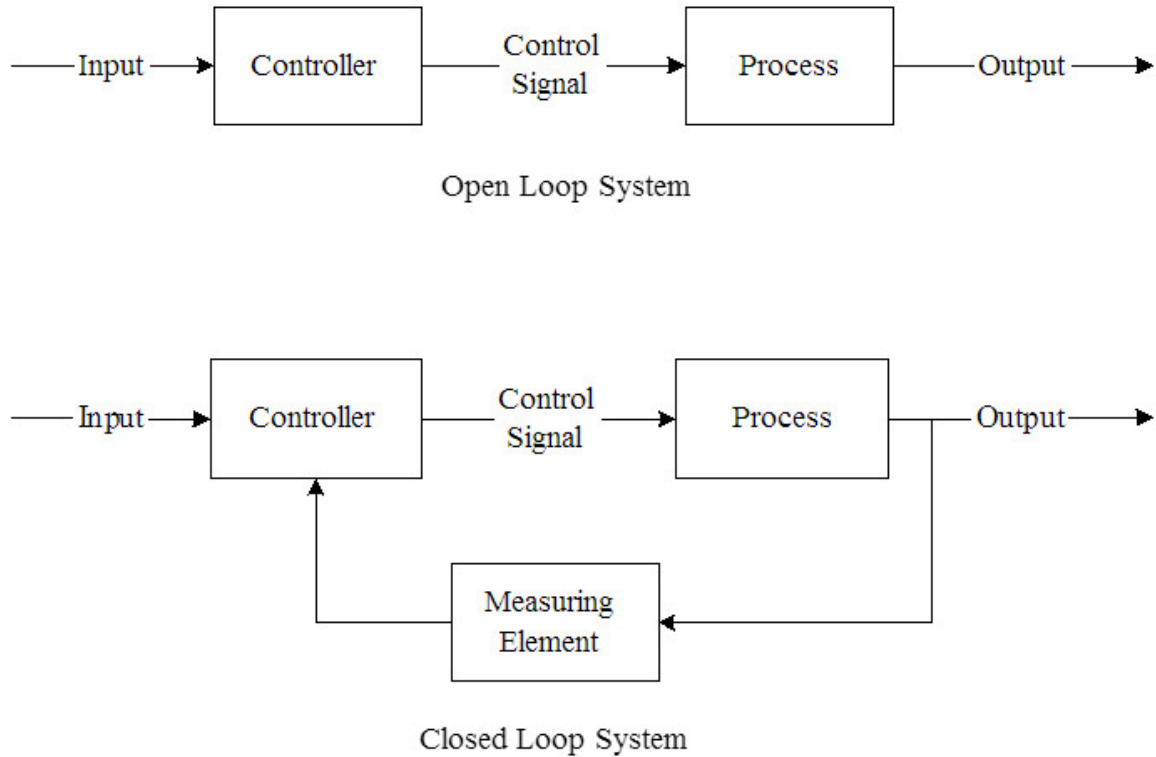 Input
Controller
Control
Signal
Process
Output
Open Loop System
Input
Controller
Control
Signal
Process
Output
Measuring
Element
Closed Loop System